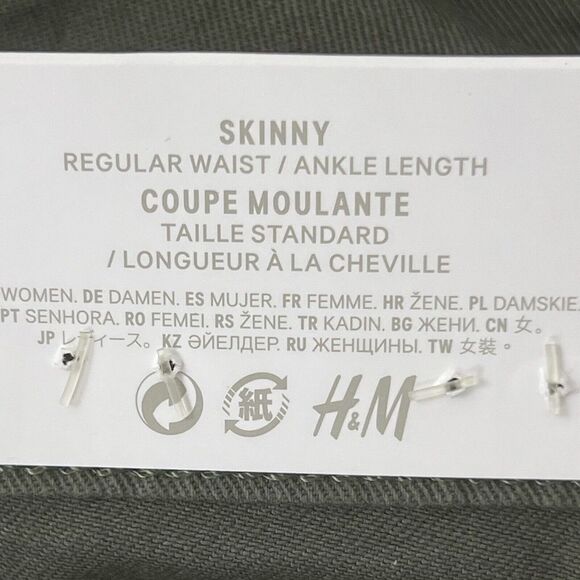 SKINNY
REGULAR WAIST / ANKLE LENGTH
COUPE MOULANTE
TAILLE STANDARD
/ LONGUEUR À LA CHEVILLE
WOMEN. DE DAMEN. ES MUJER. FR FEMME. HR ŽENE. PL DAMSKIE.
PT SENHORA. RO FEMEI. RS ŽENE. TR KADIN. BG ЖЕНИ. CN 女。
JP レディース。KZ ӘЙЕЛДЕР. RU ЖЕНЩИНЫ. TW 女裝。
紙 H&M